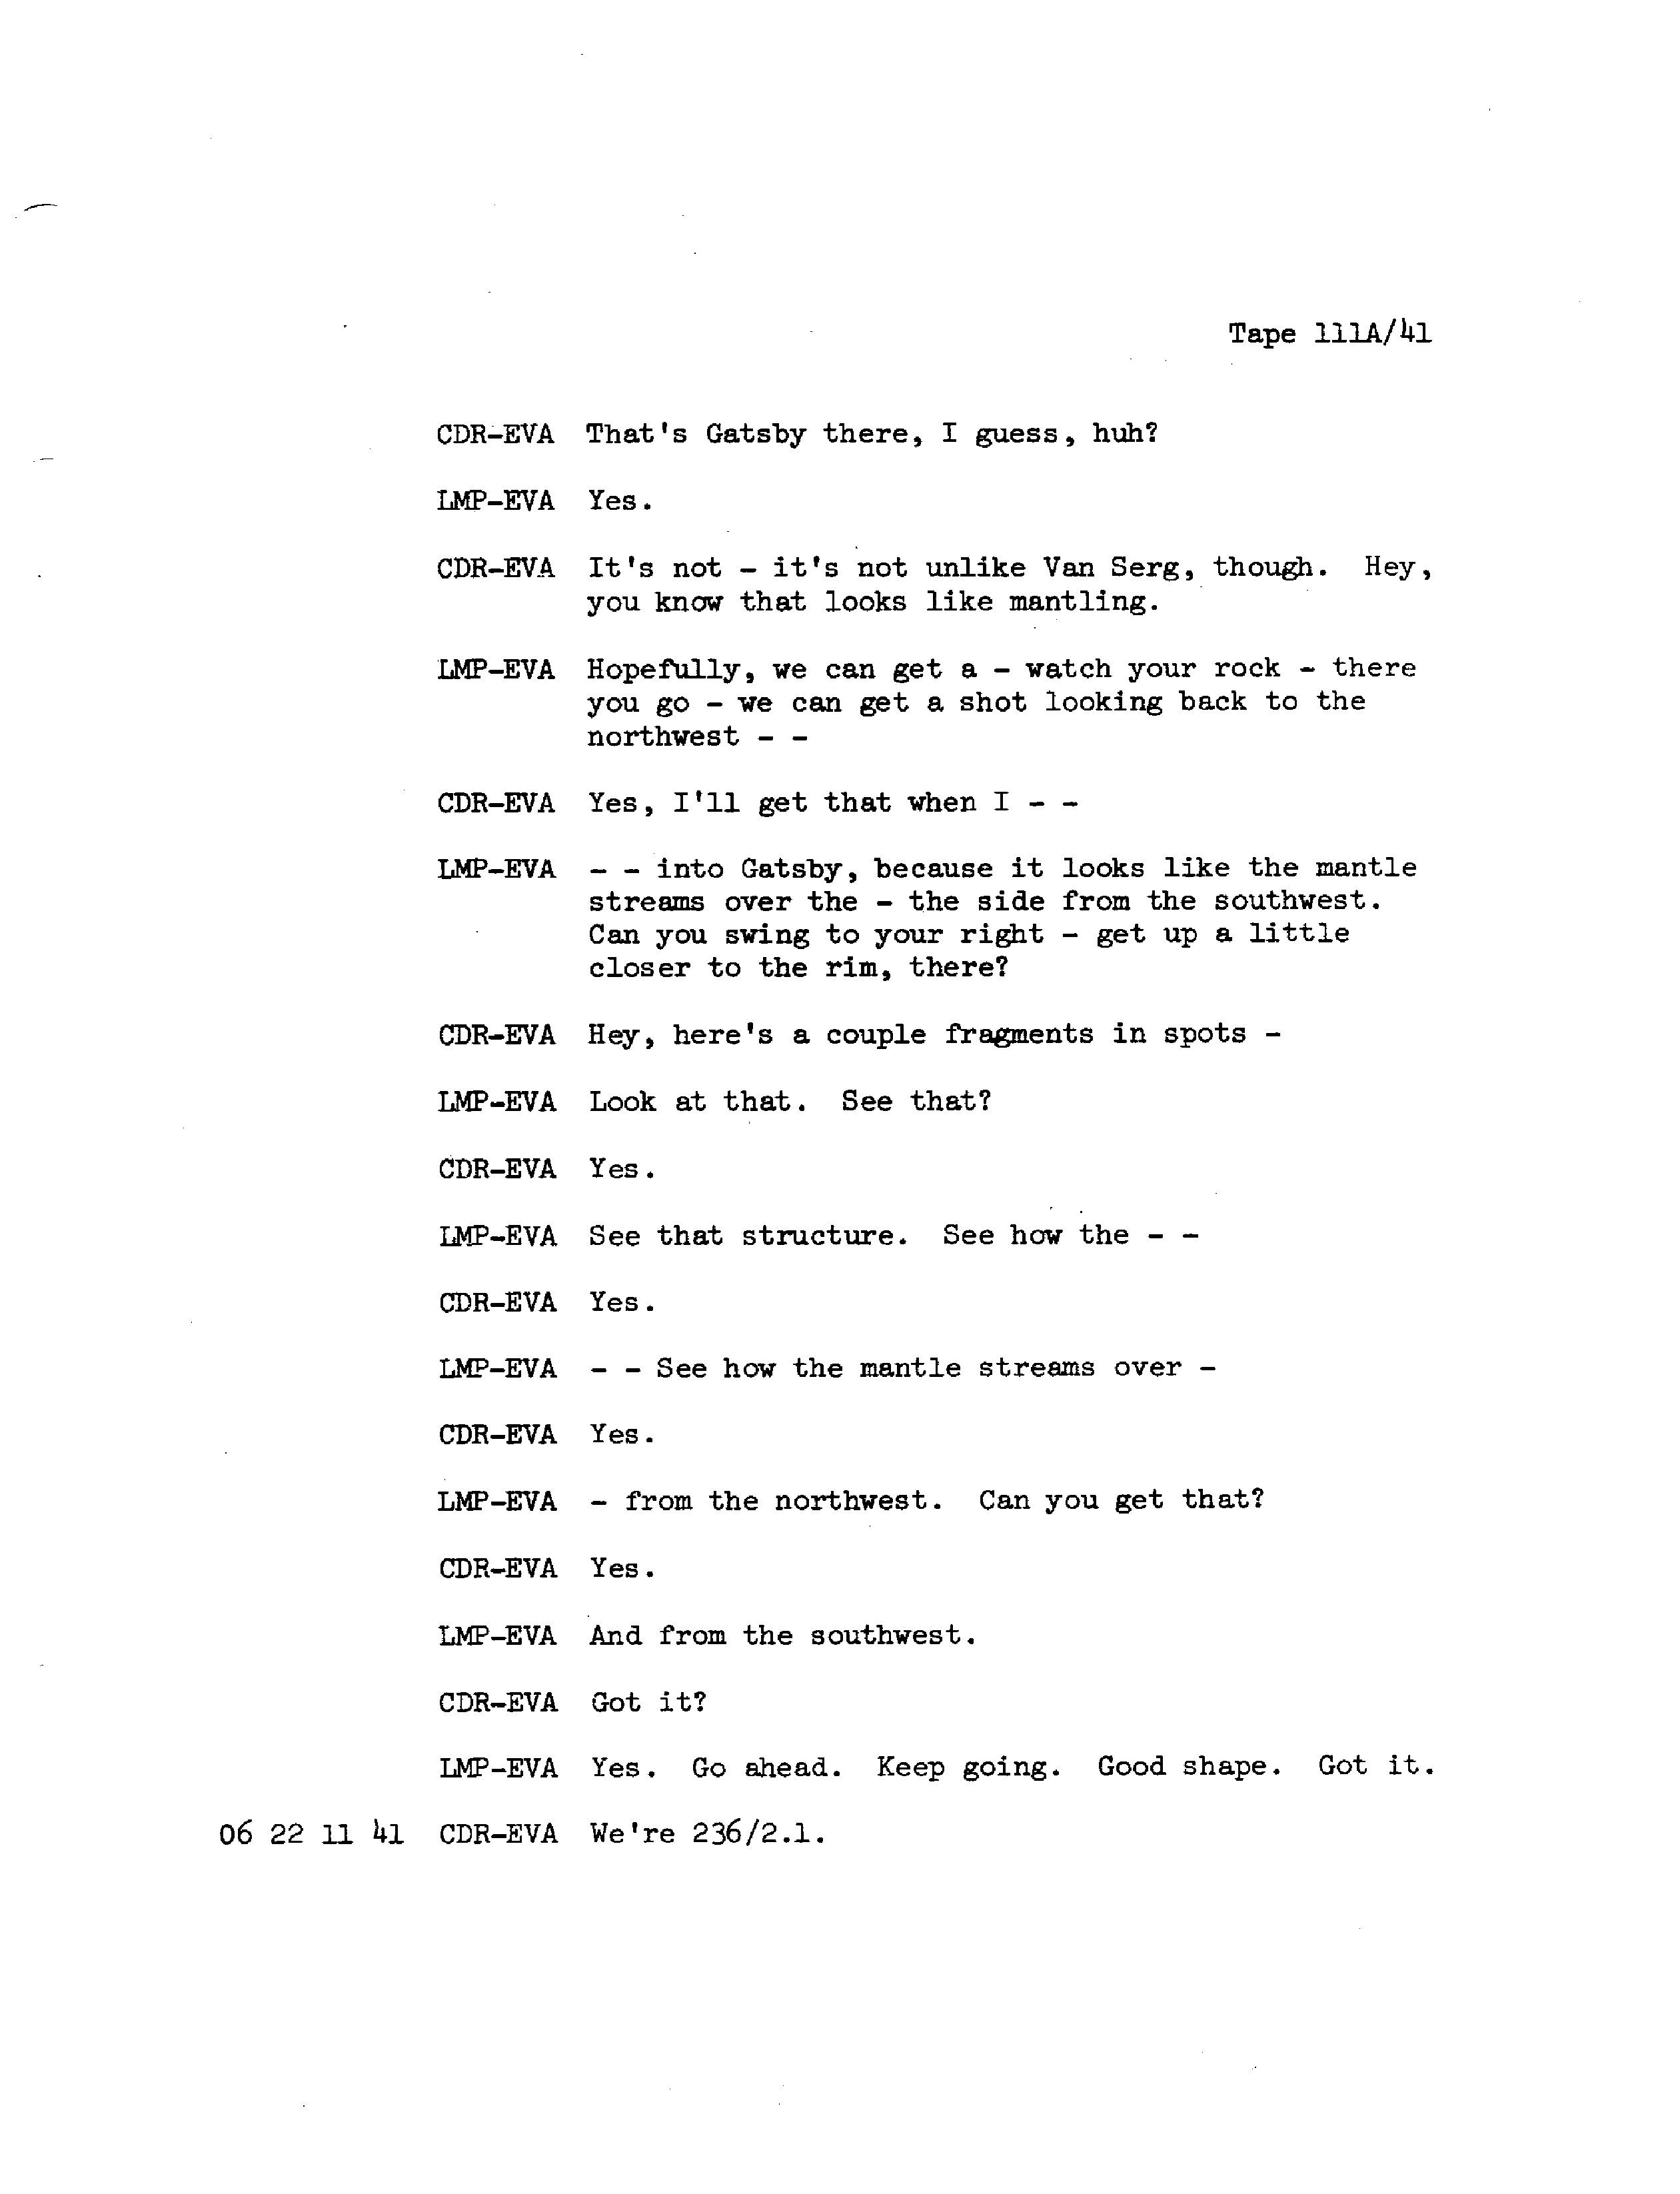 Tape 111A/41
CDR-EVA That's Gatsby there, I guess, huh?
LMP-EVA Yes.
CDR-EVA It's not - it's not unlike Van Serg, though. Hey,
you know that looks like mantling.
LMP-EVA Hopefully, we can get a - watch your rock - there
you go - we can get a shot looking back to the
northwest - -
CDR-EVA Yes, I'll get that when I - -
LMP-EVA - - into Gatsby, because it looks like the mantle
streams over the - the side from the southwest.
Can you swing to your right - get up a little
closer to the rim, there?
CDR-EVA Hey, here's a couple fragments in spots -
LMP-EVA Look at that. See that?
CDR-EVA Yes.
LMP-EVA See that structure. See how the - -
CDR-EVA Yes.
LMP-EVA - - See how the mantle streams over -
CDR-EVA Yes.
LMP-EVA - from the northwest. Can you get that?
CDR-EVA Yes.
LMP-EVA And from the southwest.
CDR-EVA Got it?
LMP-EVA Yes. Go ahead. Keep going. Good shape. Got it.
06 22 11 41 CDR-EVA We're 236/2.1.